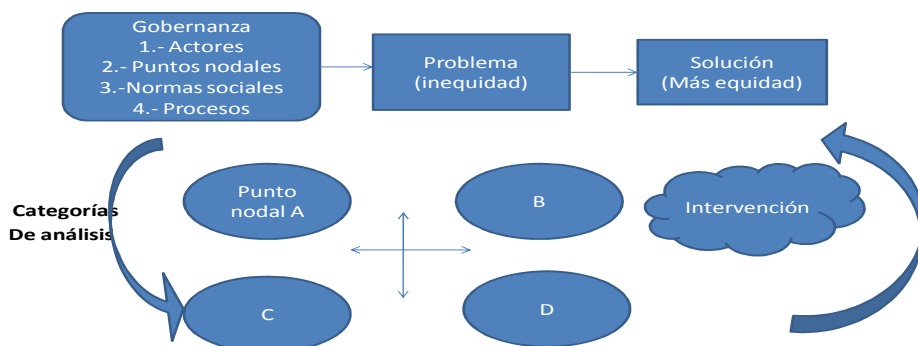 Gobernanza
1.- Actores
2.- Puntos nodales
3.-Normas sociales
4.- Procesos
Problema
(inequidad)
Solución
(Más equidad)
Categorías
De análisis
Punto
nodal A
B
Intervención
C
D